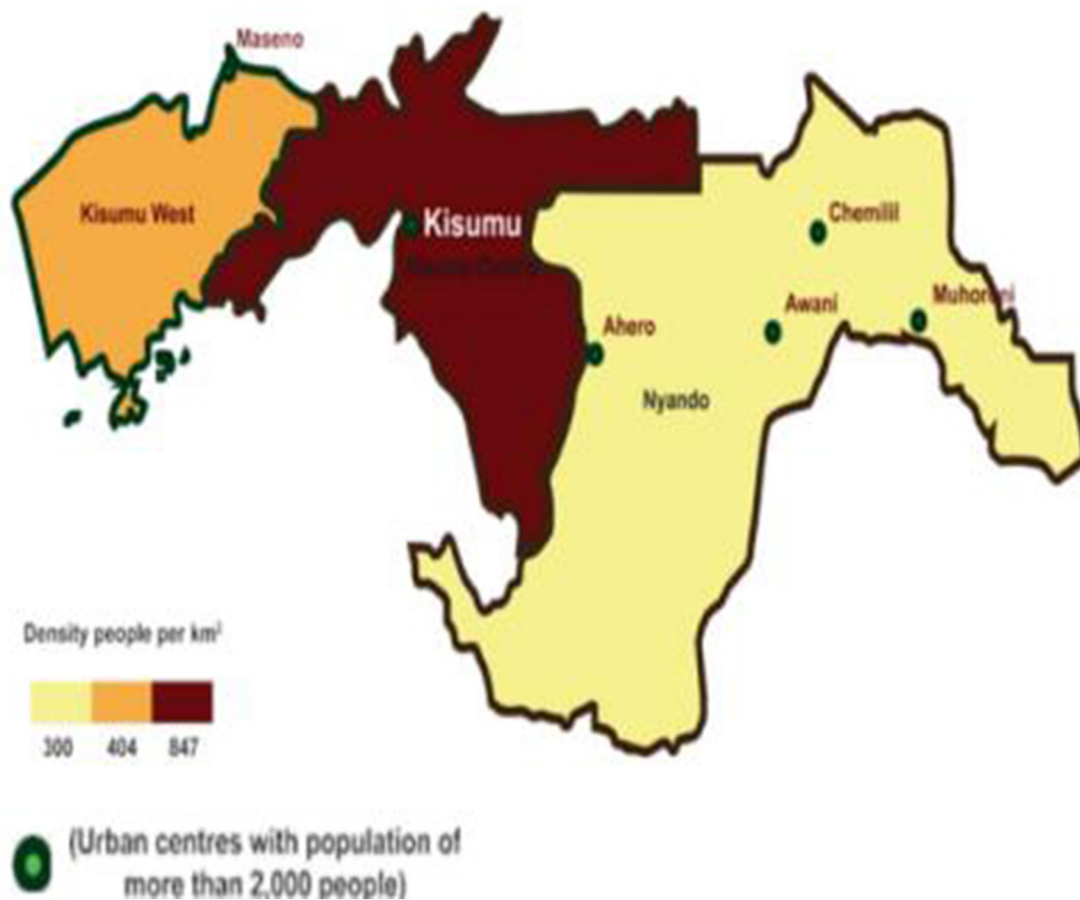 Maseno
Kisumu West
Kisumu
Chemilil
Awani
Muhoroni
Ahero
Nyando
Density people per km²
300 404 847
(Urban centres with population of
more than 2,000 people)